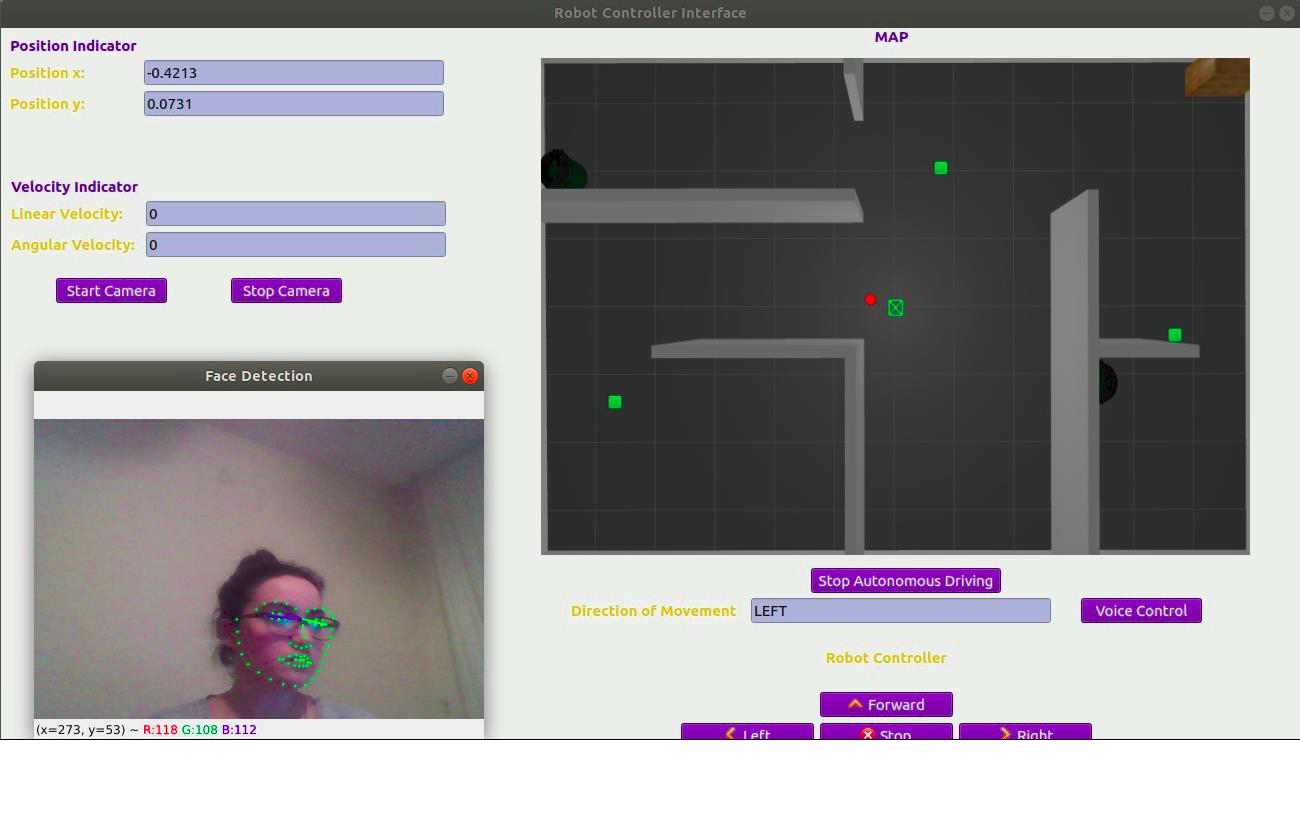 Robot Controller Interface
Position Indicator
Position x: -0.4213
Position y: 0.0731
Velocity Indicator
Linear Velocity: 0
Angular Velocity: 0
Start Camera Stop Camera
Face Detection
(x=273, y=53) ~ R:118 G:108 B:112
MAP
Stop Autonomous Driving
Direction of Movement LEFT Voice Control
Robot Controller
Forward
Left Stop Right